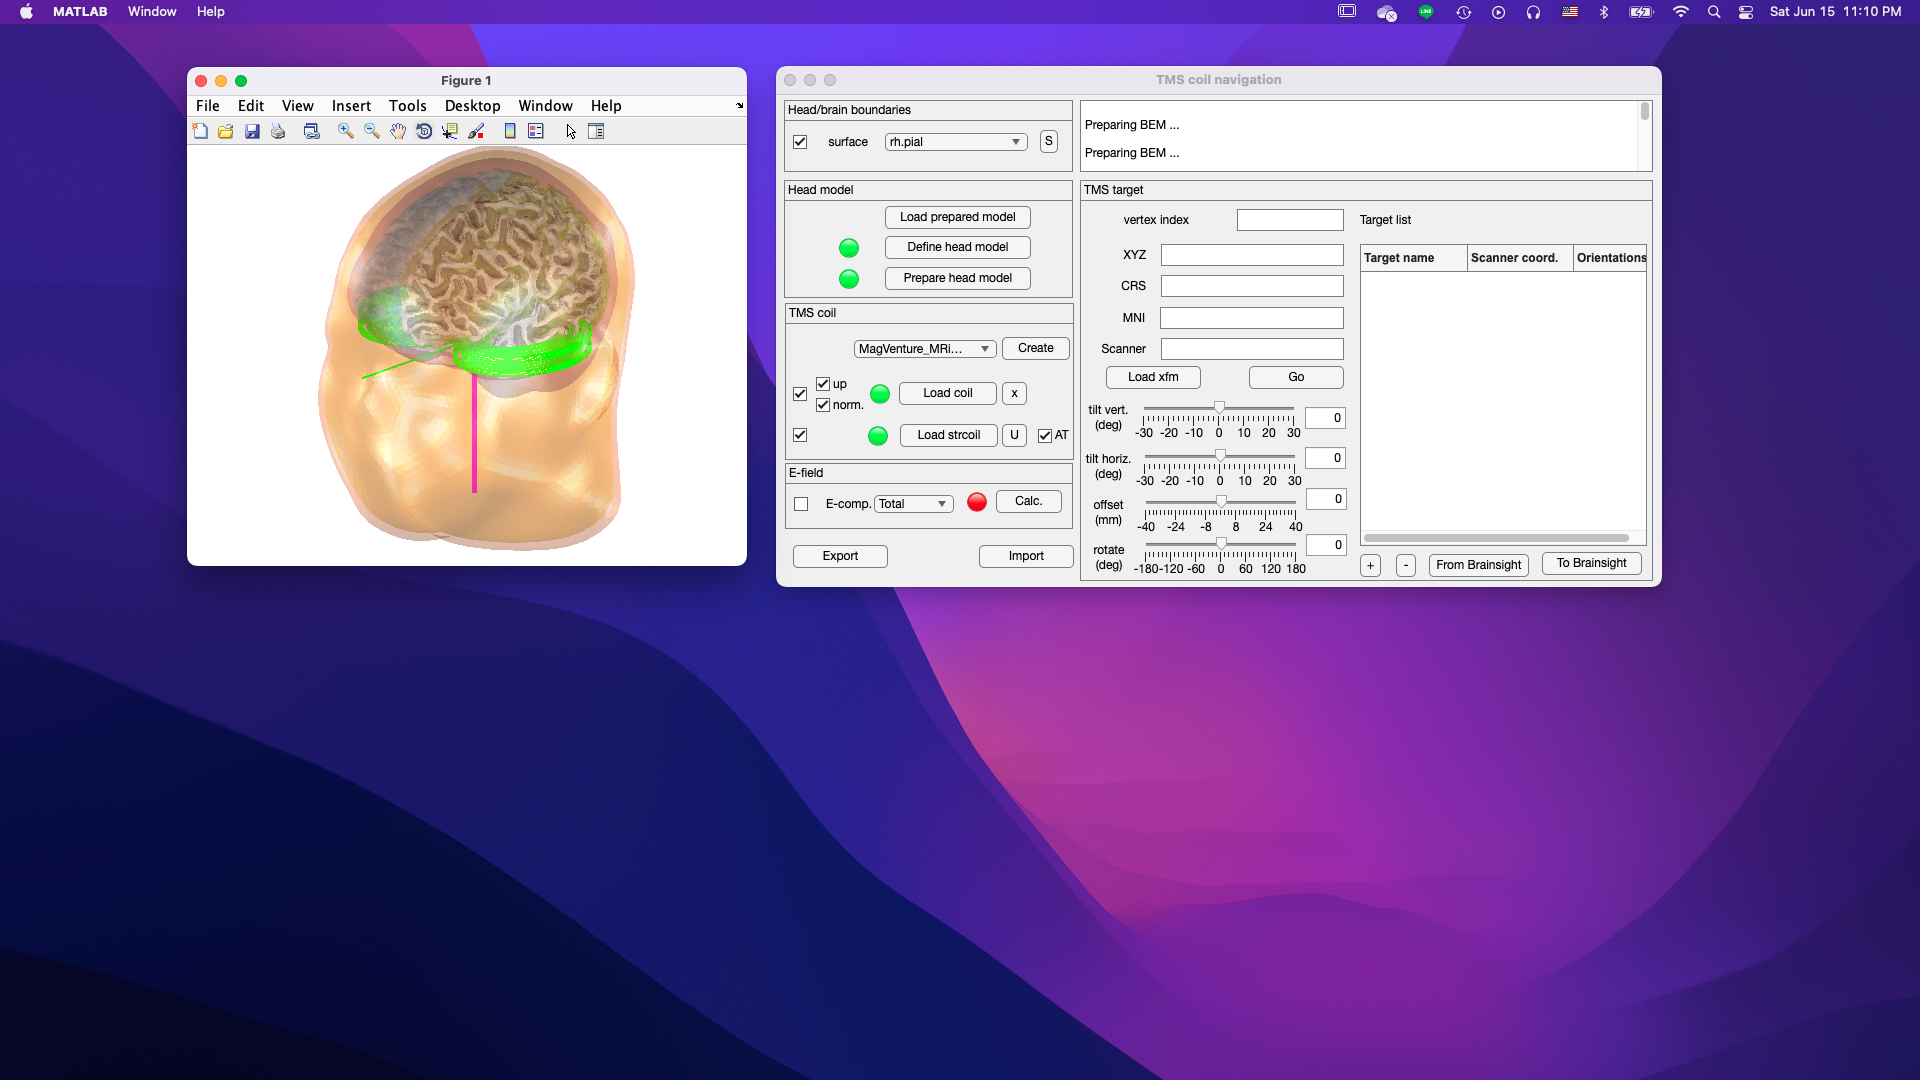 MATLAB Window Help
LINE
Sat Jun 15 11:10 PM
Figure 1
File Edit View Insert Tools Desktop Window Help
TMS coil navigation
Head/brain boundaries
surface rh.pial S
Preparing BEM ...
Preparing BEM ...
Head model
Load prepared model
Define head model
Prepare head model
TMS coil
MagVenture_MRi... Create
up
norm.
Load coil x
Load strcoil U AT
E-field
E-comp. Total Calc.
Export Import
TMS target
vertex index
XYZ
CRS
MNI
Scanner
Load xfm Go
tilt vert.
(deg)
-30 -20 -10 0 10 20 30
0
tilt horiz.
(deg)
-30 -20 -10 0 10 20 30
0
offset
(mm)
-40 -24 -8 8 24 40
0
rotate
(deg)
-180 -120 -60 0 60 120 180
0
Target list
Target name Scanner coord. Orientations
+ - From Brainsight To Brainsight